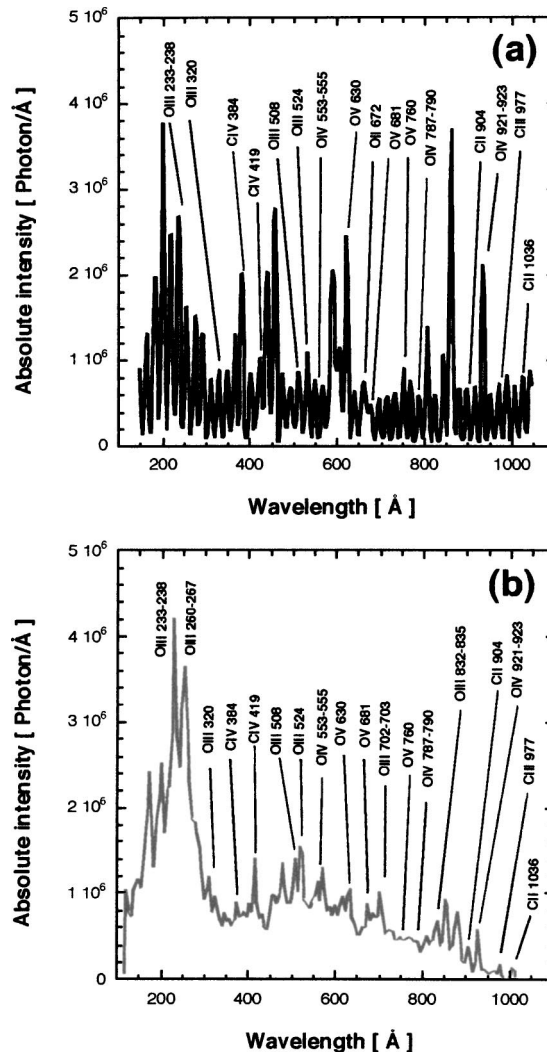 (a)
Absolute intensity [ Photon/Å ]
5 10⁶
4 10⁶
3 10⁶
2 10⁶
1 10⁶
0
OIII 233-238
OIII 320
CIV 384
CIV 419
OIII 508
OIII 524
OIV 553-555
OV 630
OII 672
OV 681
OV 760
OIV 787-790
CII 904
OIV 921-923
CIII 977
CII 1036
200 400 600 800 1000
Wavelength [ Å ]
(b)
Absolute intensity [ Photon/Å ]
5 10⁶
4 10⁶
3 10⁶
2 10⁶
1 10⁶
0
OIII 233-238
OIII 260-267
OIII 320
CIV 384
CIV 419
OIII 508
OIII 524
OIV 553-555
OV 630
OV 681
OIII 702-703
OV 760
OIV 787-790
OIII 832-835
CII 904
OIV 921-923
CIII 977
CII 1036
200 400 600 800 1000
Wavelength [ Å ]